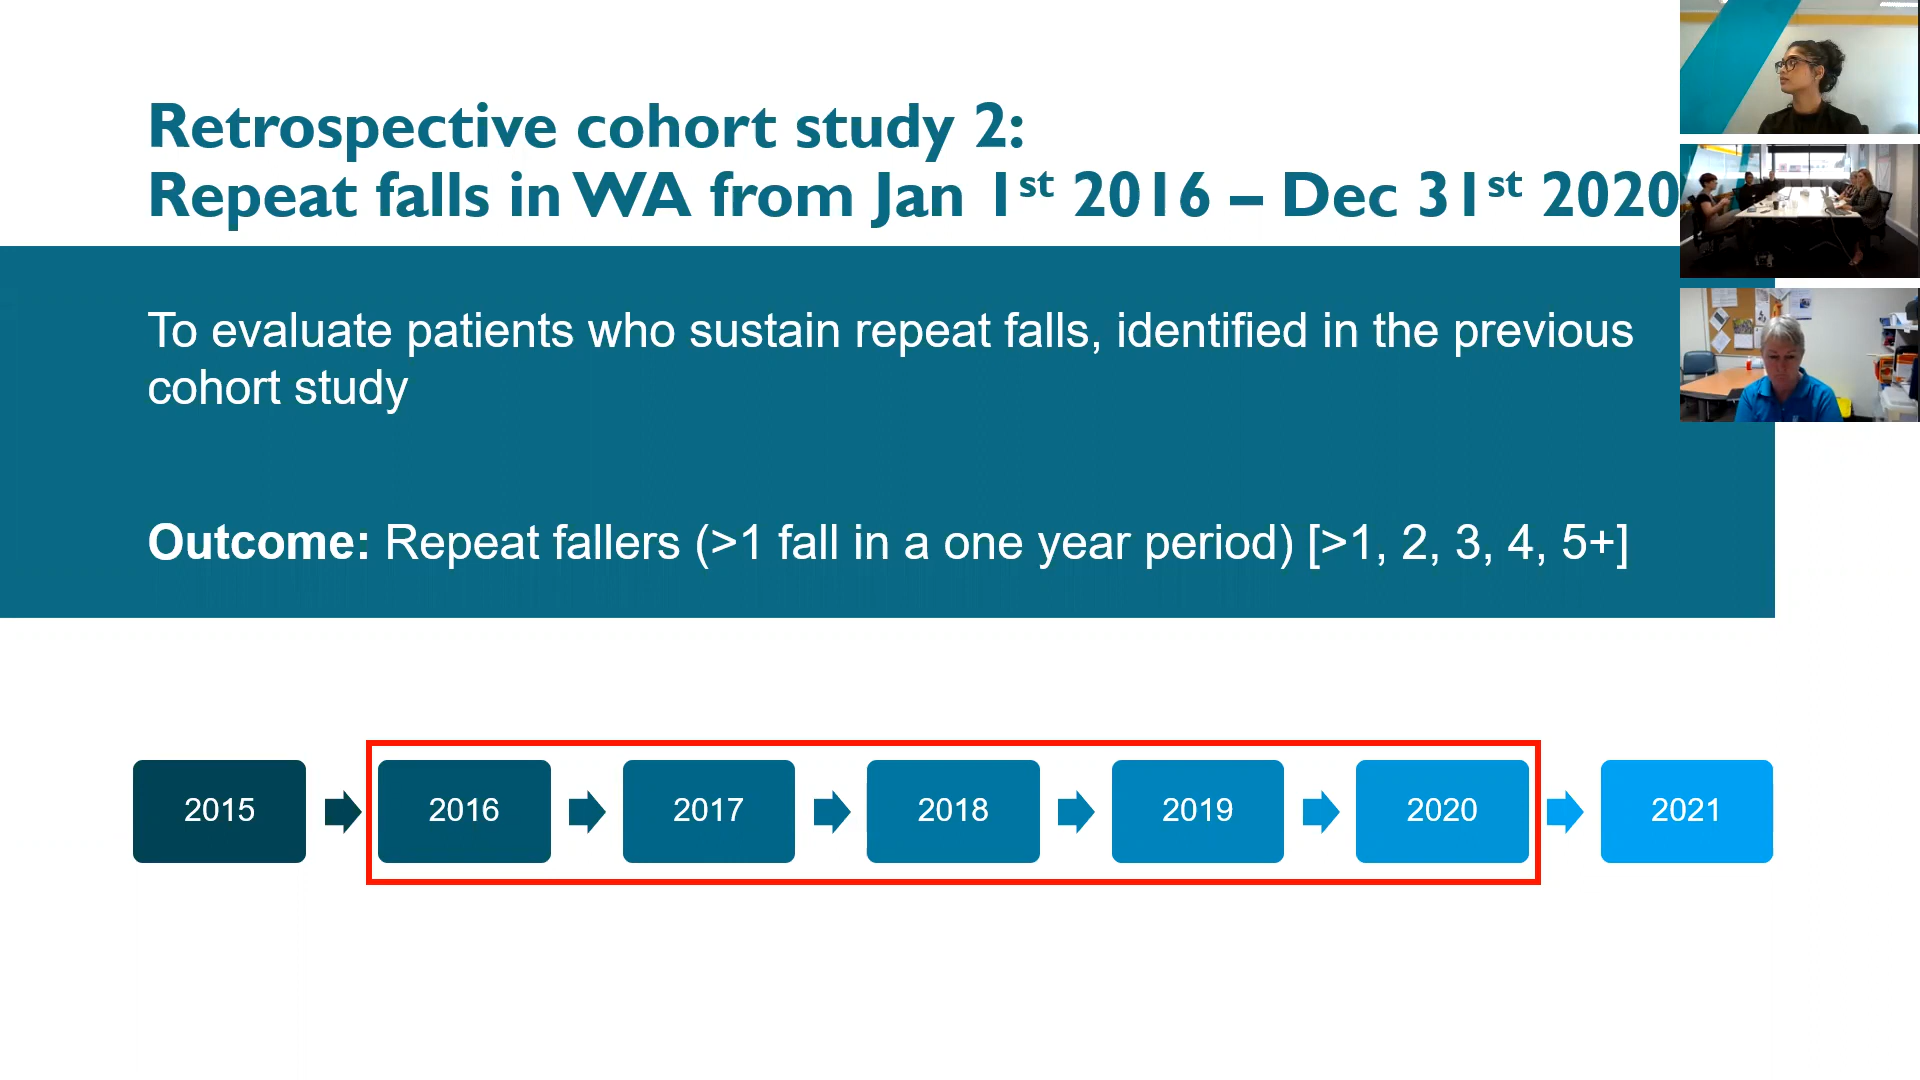 Retrospective cohort study 2:
Repeat falls in WA from Jan 1st 2016 – Dec 31st 2020
To evaluate patients who sustain repeat falls, identified in the previous
cohort study
Outcome: Repeat fallers (>1 fall in a one year period) [>1, 2, 3, 4, 5+]
2015
2016
2017
2018
2019
2020
2021